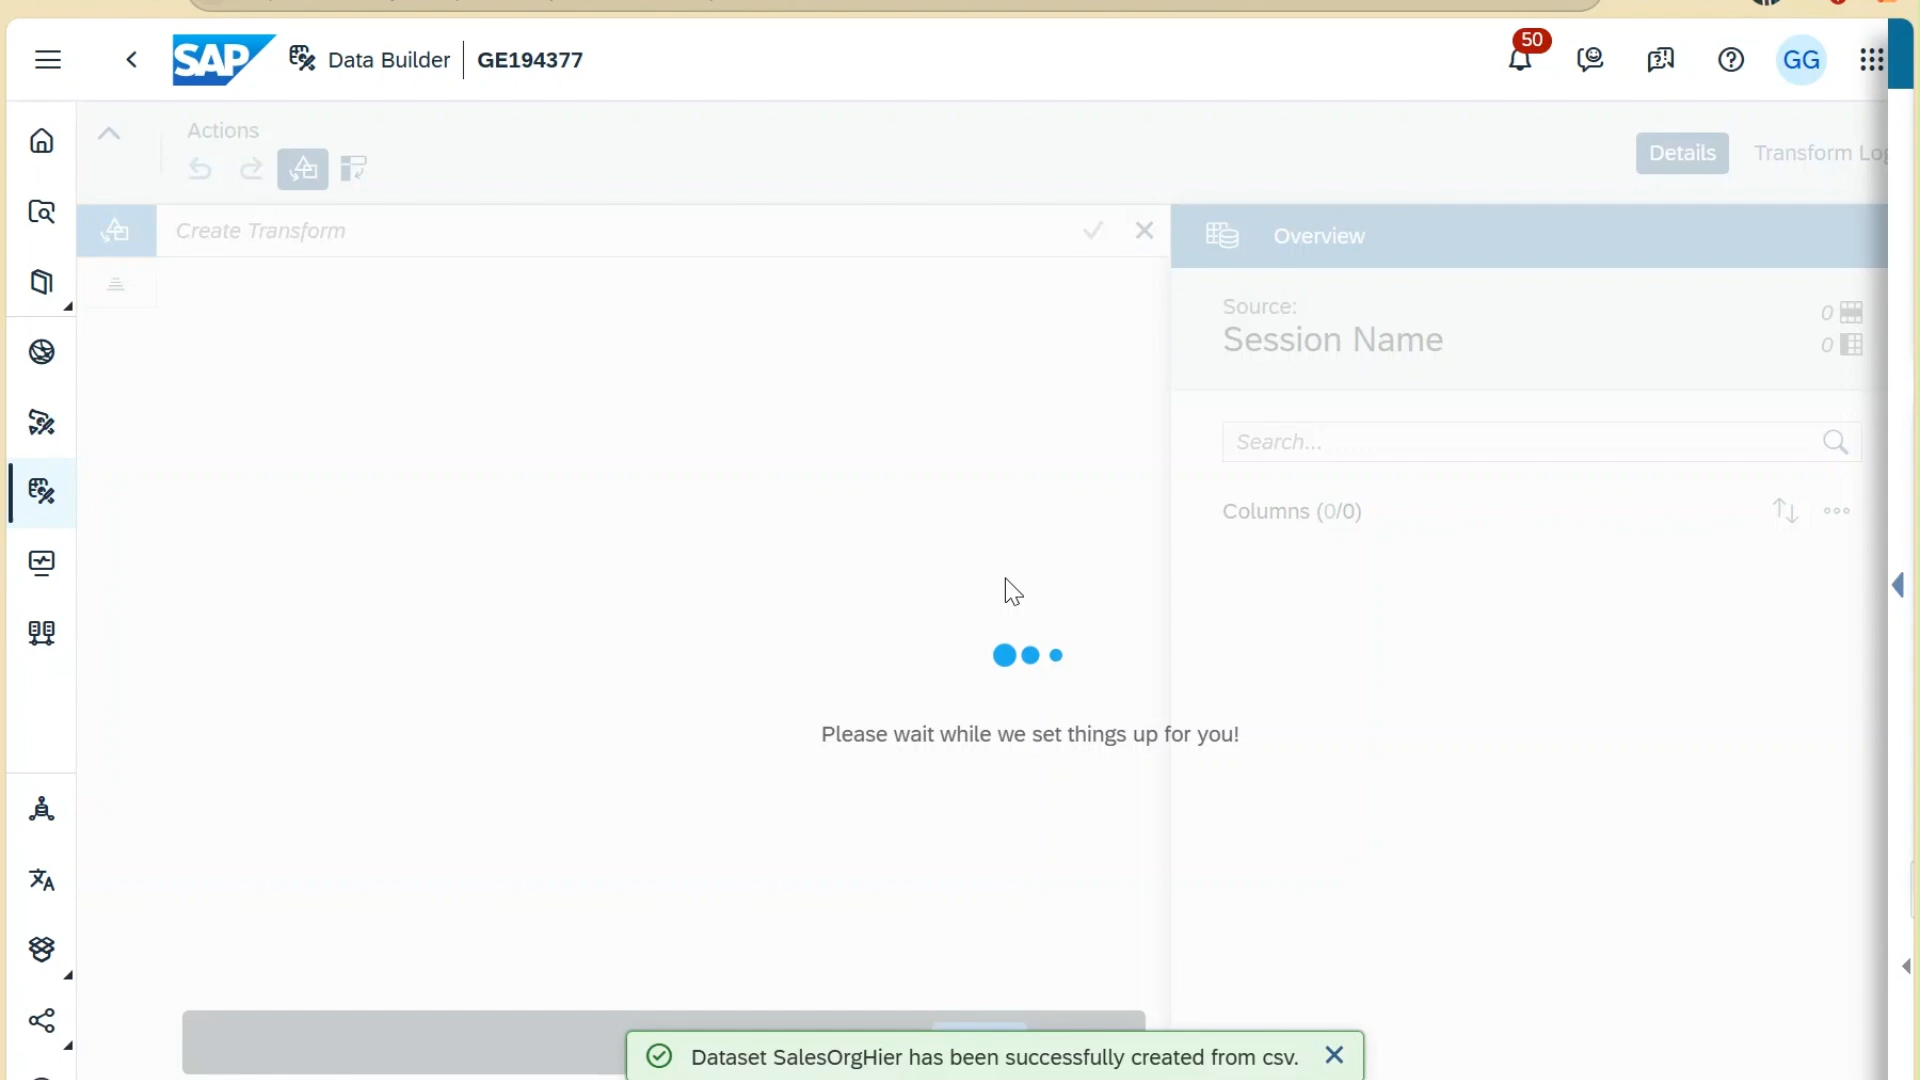 SAP Data Builder GE194377
50
GG
Actions
Details
Transform Log
Create Transform
Overview
Source:
Session Name
0
0
Search...
Columns (0/0)
Please wait while we set things up for you!
Dataset SalesOrgHier has been successfully created from csv.